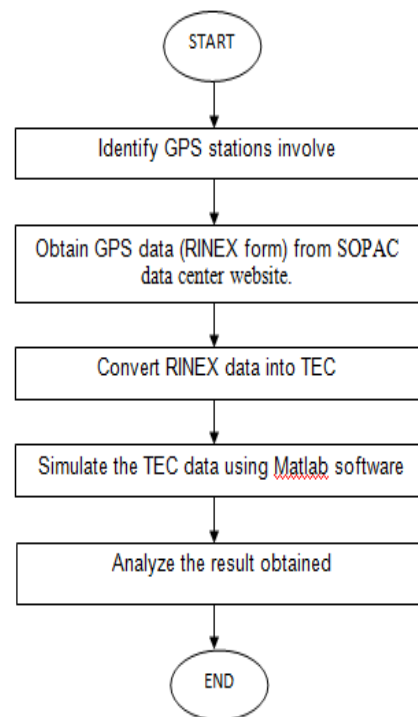 START
Identify GPS stations involve
Obtain GPS data (RINEX form) from SOPAC
data center website.
Convert RINEX data into TEC
Simulate the TEC data using Matlab software
Analyze the result obtained
END